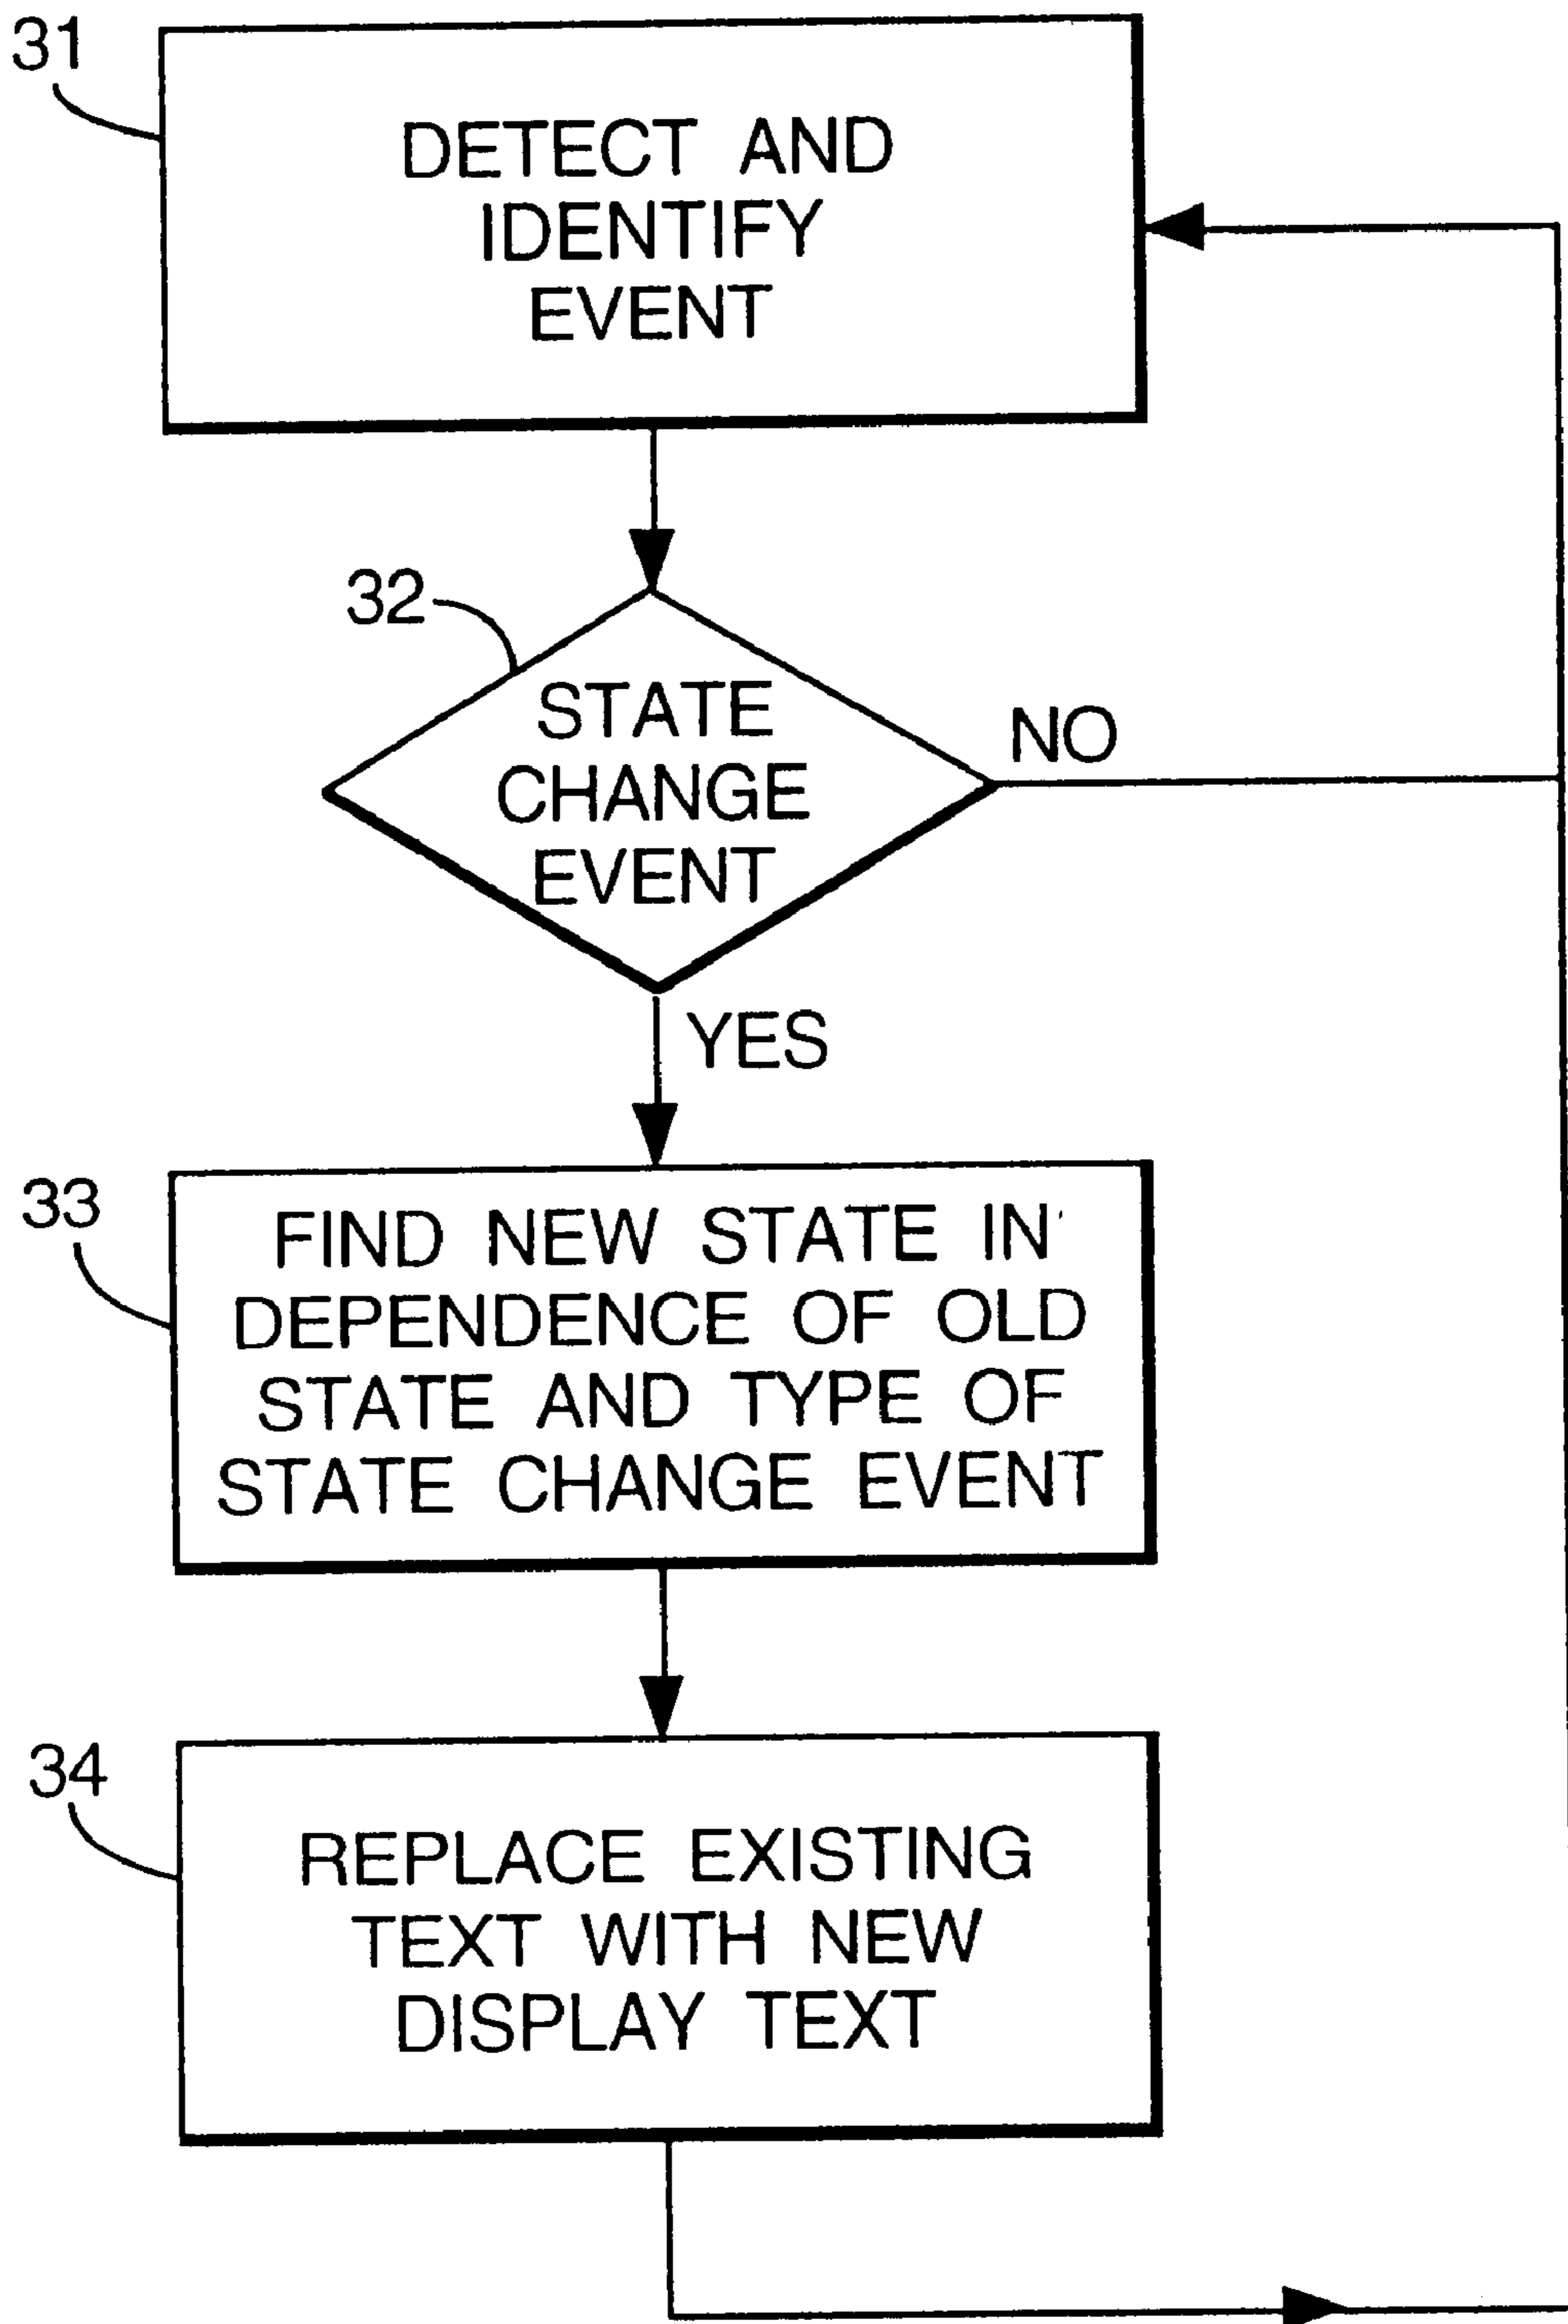 31
DETECT AND
IDENTIFY
EVENT
32
STATE
CHANGE
EVENT
NO
YES
33
FIND NEW STATE IN
DEPENDENCE OF OLD
STATE AND TYPE OF
STATE CHANGE EVENT
34
REPLACE EXISTING
TEXT WITH NEW
DISPLAY TEXT